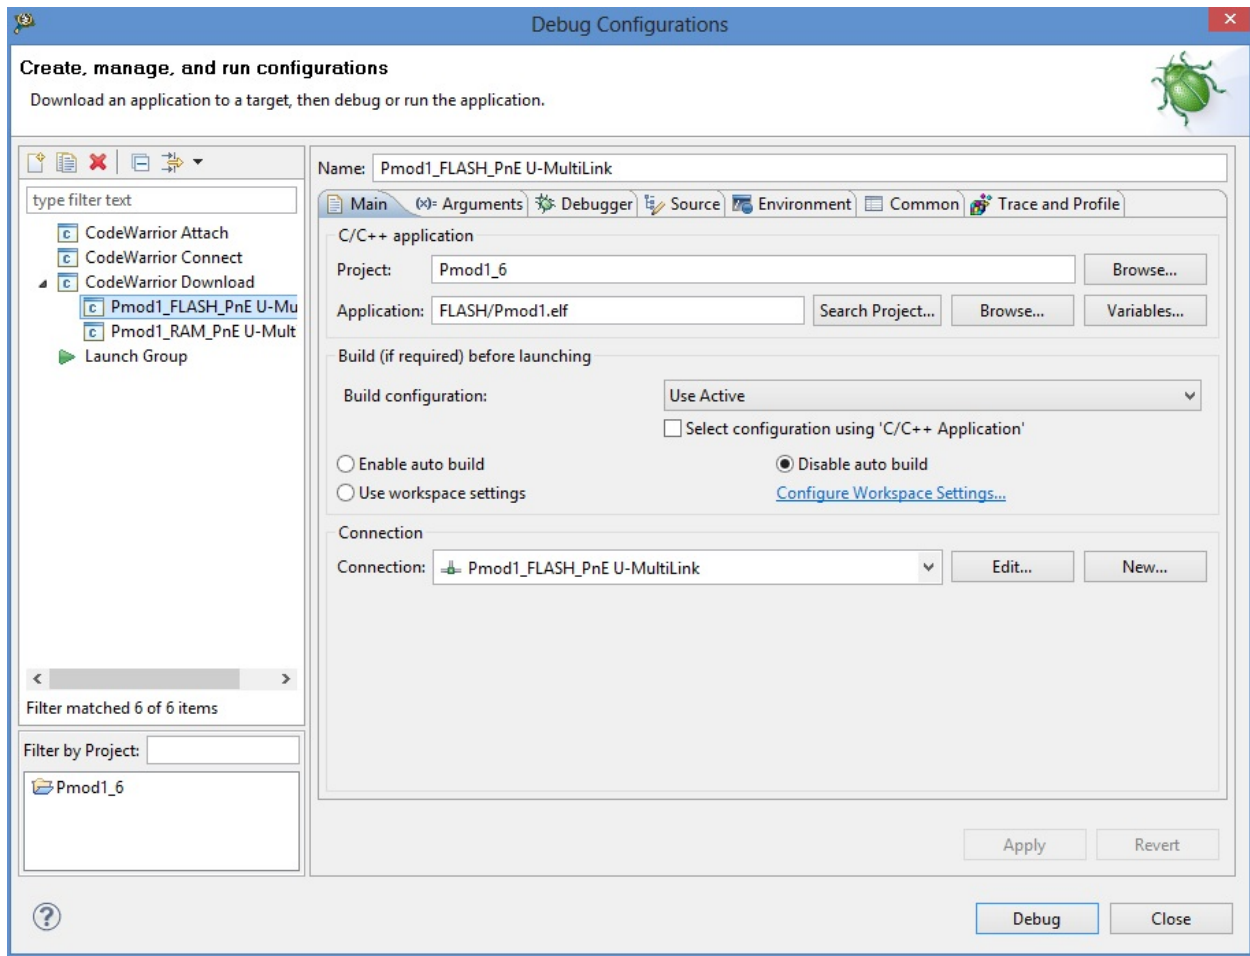 Debug Configurations
Create, manage, and run configurations
Download an application to a target, then debug or run the application.
type filter text
CodeWarrior Attach
CodeWarrior Connect
CodeWarrior Download
Pmod1_FLASH_PnE U-Mu
Pmod1_RAM_PnE U-Mult
Launch Group
Filter matched 6 of 6 items
Filter by Project:
Pmod1_6
Name: Pmod1_FLASH_PnE U-MultiLink
Main (x)= Arguments Debugger Source Environment Common Trace and Profile
C/C++ application
Project: Pmod1_6 Browse...
Application: FLASH/Pmod1.elf Search Project... Browse... Variables...
Build (if required) before launching
Build configuration: Use Active
Select configuration using 'C/C++ Application'
Enable auto build Disable auto build
Use workspace settings Configure Workspace Settings...
Connection
Connection: Pmod1_FLASH_PnE U-MultiLink Edit... New...
Apply Revert
Debug Close